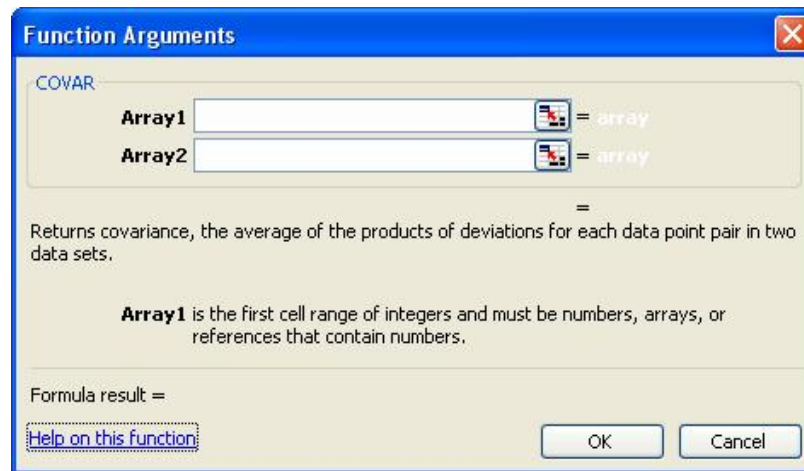 Function Arguments
COVAR
Array1 = array
Array2 = array
=
Returns covariance, the average of the products of deviations for each data point pair in two
data sets.
Array1 is the first cell range of integers and must be numbers, arrays, or
references that contain numbers.
Formula result =
Help on this function
OK Cancel